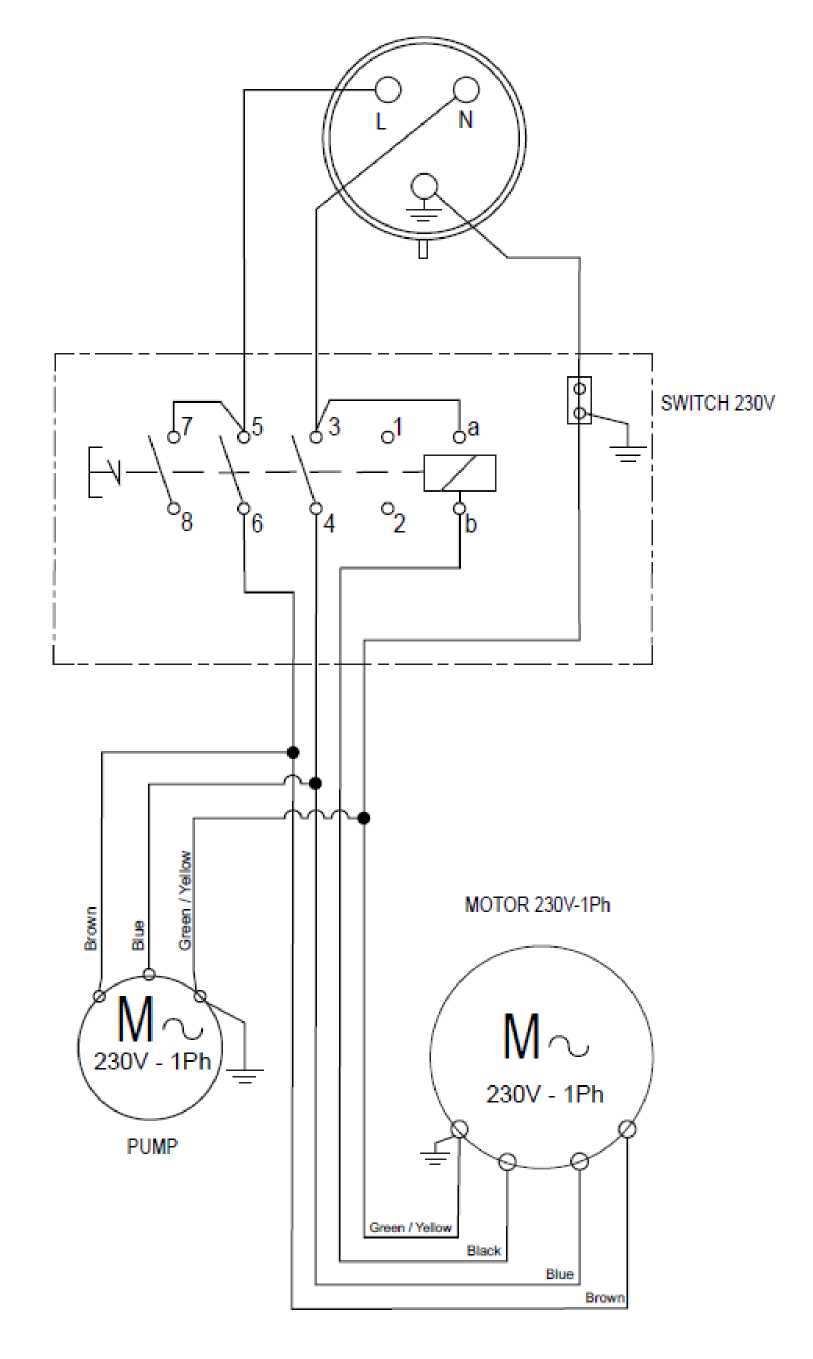 L
N
SWITCH 230V
7
5
3
1
a
8
6
4
2
b
Brown
Blue
Green / Yellow
MOTOR 230V-1Ph
M
230V - 1Ph
PUMP
M
230V - 1Ph
Green / Yellow
Black
Blue
Brown